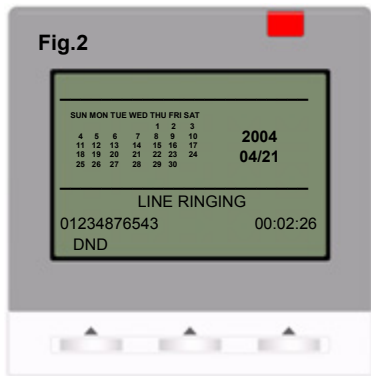 Fig.2
SUN MON TUE WED THU FRI SAT
1 2 3
4 5 6 7 8 9 10
11 12 13 14 15 16 17
18 19 20 21 22 23 24
25 26 27 28 29 30
2004
04/21
LINE RINGING
01234876543 00:02:26
DND